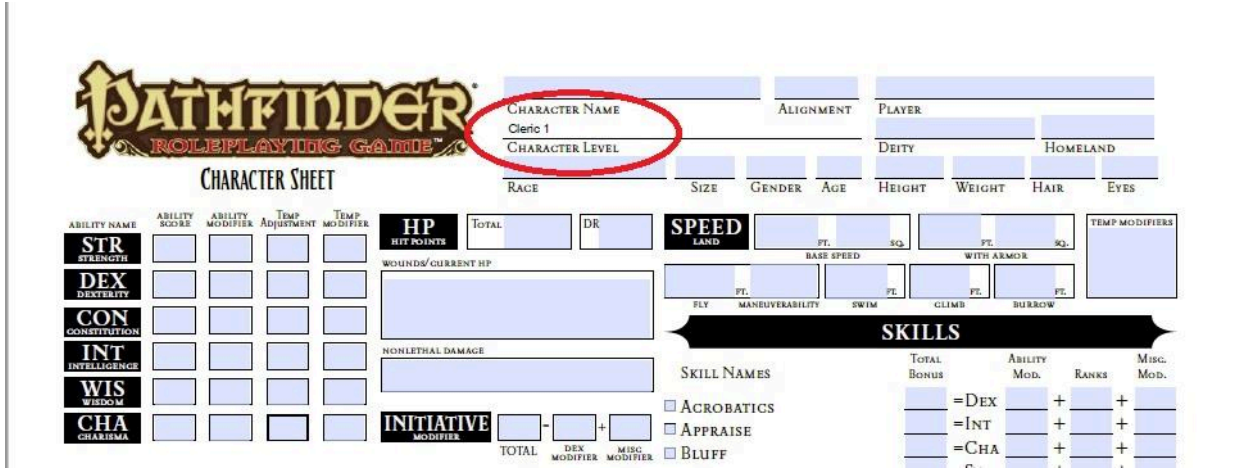 PATHFINDER
ROLEPLAYING GAME™
CHARACTER SHEET
CHARACTER NAME ALIGNMENT PLAYER
Cleric 1
CHARACTER LEVEL DEITY HOMELAND
RACE SIZE GENDER AGE HEIGHT WEIGHT HAIR EYES
ABILITY NAME ABILITY SCORE ABILITY MODIFIER TEMP ADJUSTMENT TEMP MODIFIER
STR
STRENGTH
DEX
DEXTERITY
CON
CONSTITUTION
INT
INTELLIGENCE
WIS
WISDOM
CHA
CHARISMA
HP
HIT POINTS
TOTAL DR
WOUNDS/CURRENT HP
NONLETHAL DAMAGE
INITIATIVE
MODIFIER
- +
TOTAL DEX MODIFIER MISC MODIFIER
SPEED
LAND
FT. SQ. FT. SQ.
BASE SPEED WITH ARMOR
TEMP MODIFIERS
FT. FT. FT. FT.
FLY MANEUVERABILITY SWIM CLIMB BURROW
SKILLS
SKILL NAMES TOTAL BONUS ABILITY MOD. RANKS MISC. MOD.
ACROBATICS =DEX + +
APPRAISE =INT + +
BLUFF =CHA + +